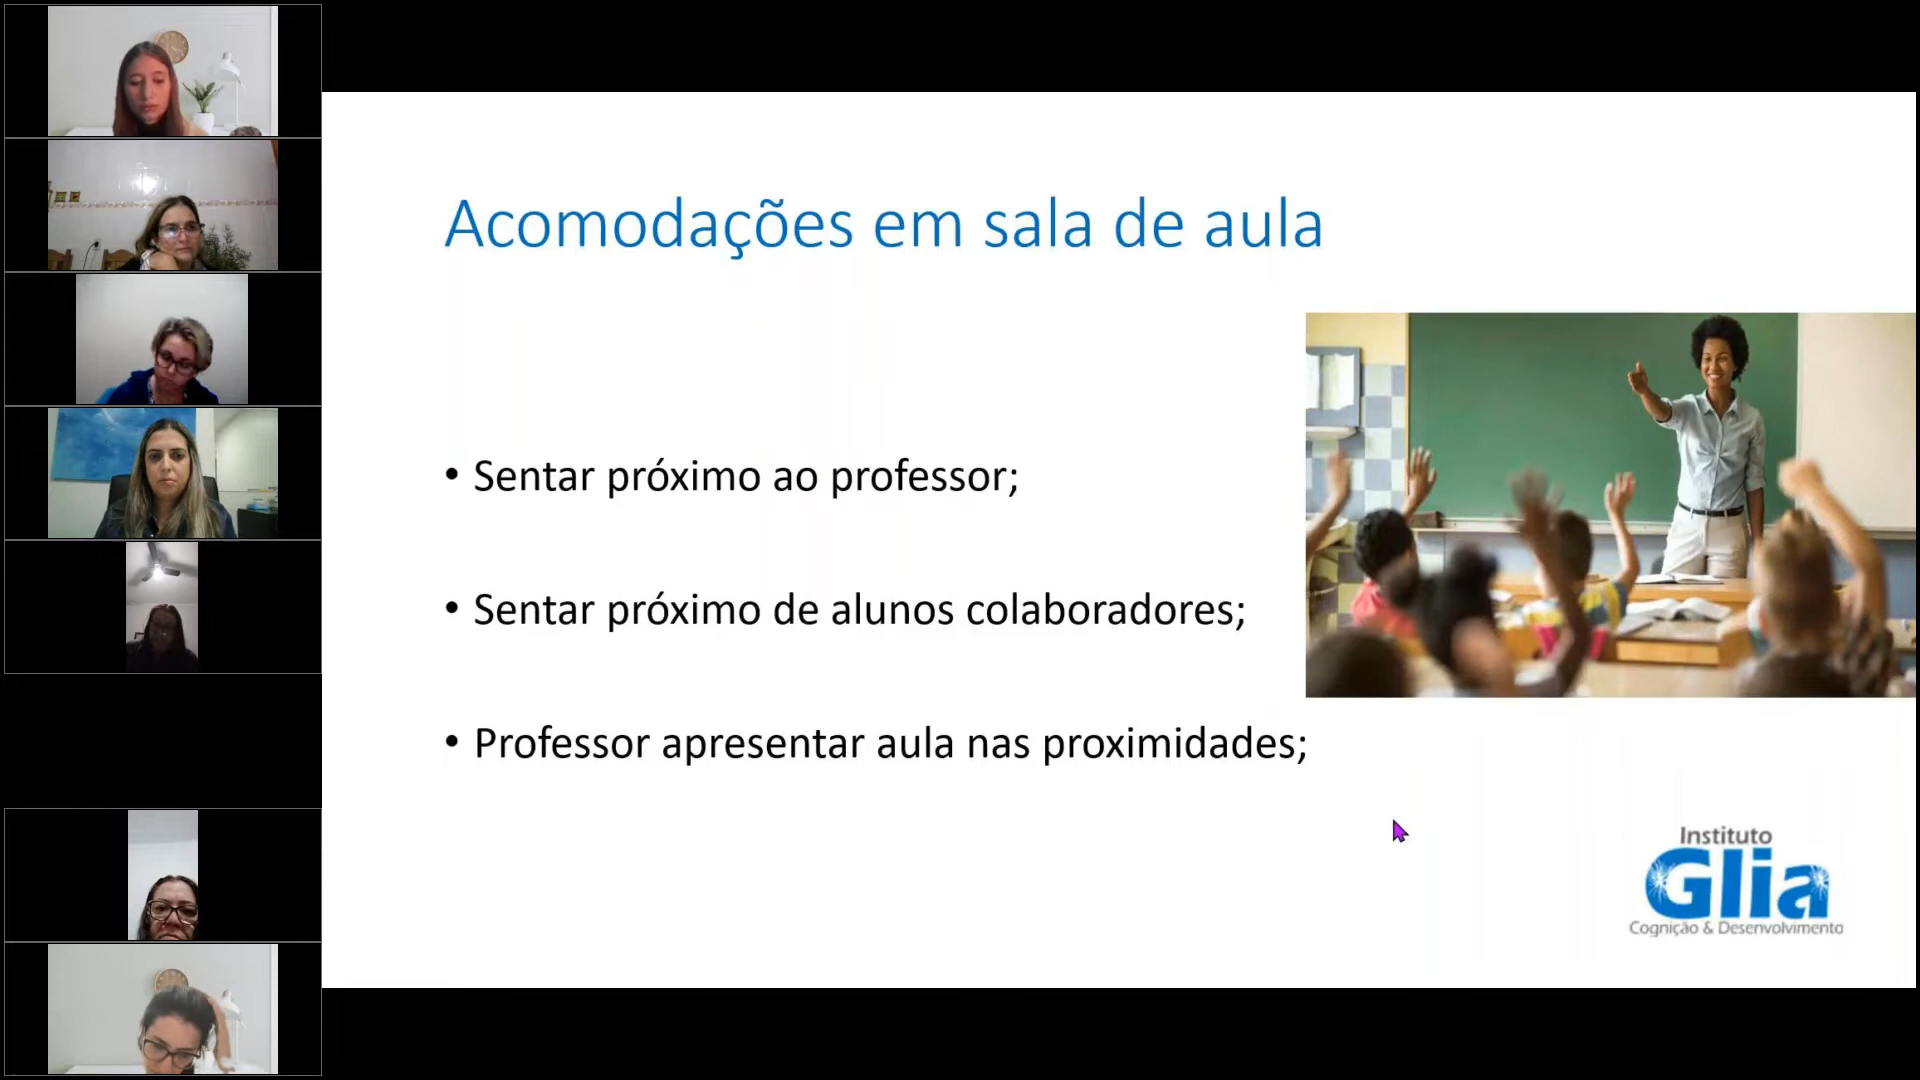 Acomodações em sala de aula
• Sentar próximo ao professor;
• Sentar próximo de alunos colaboradores;
• Professor apresentar aula nas proximidades;
Instituto
Glia
Cognição & Desenvolvimento